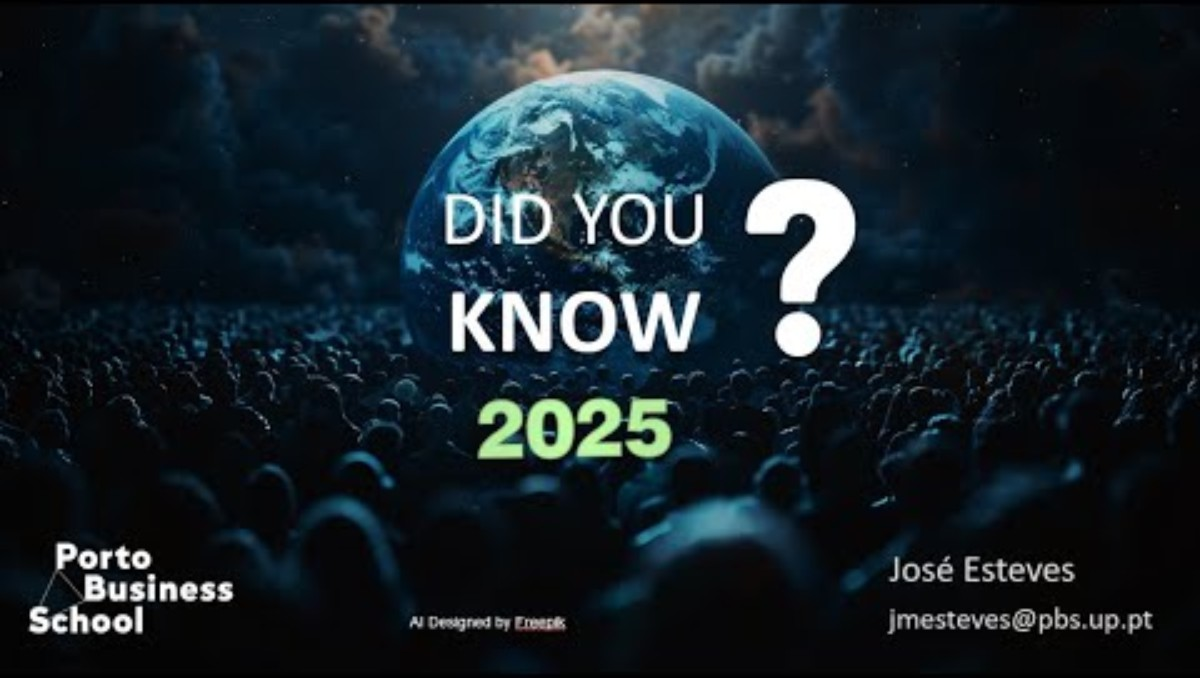 DID YOU
KNOW
?
2025
Porto
Business
School
AI Designed by Freepik
José Esteves
jmesteves@pbs.up.pt